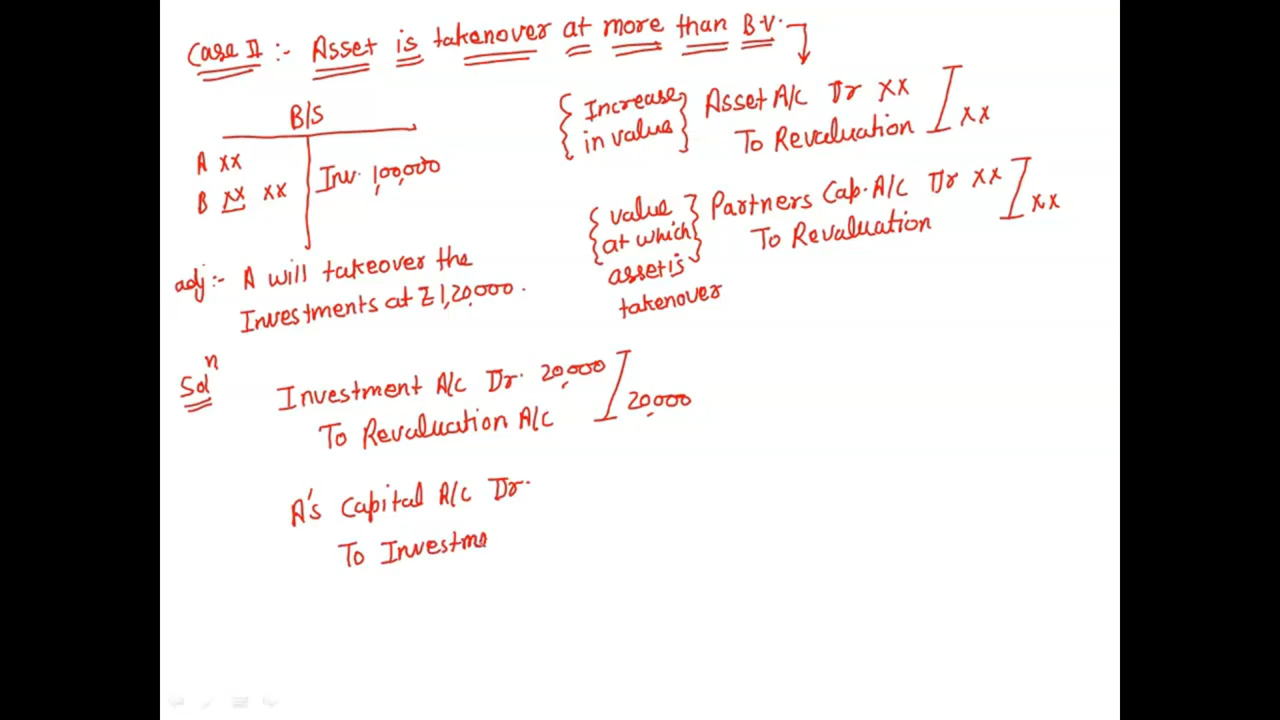 Case II :- Asset is takenover at more than B.V.
B/S
A xx
B xx xx
Inv. 1,00,000
adj :- A will takeover the
Investments at ₹1,20,000.
{ Increase in value }
Asset A/c Dr xx
To Revaluation xx
{ value at which asset is takenover }
Partners Cap. A/c Dr xx
To Revaluation xx
Solⁿ
Investment A/c Dr. 20,000
To Revaluation A/c 20,000
A's Capital A/c Dr.
To Investme